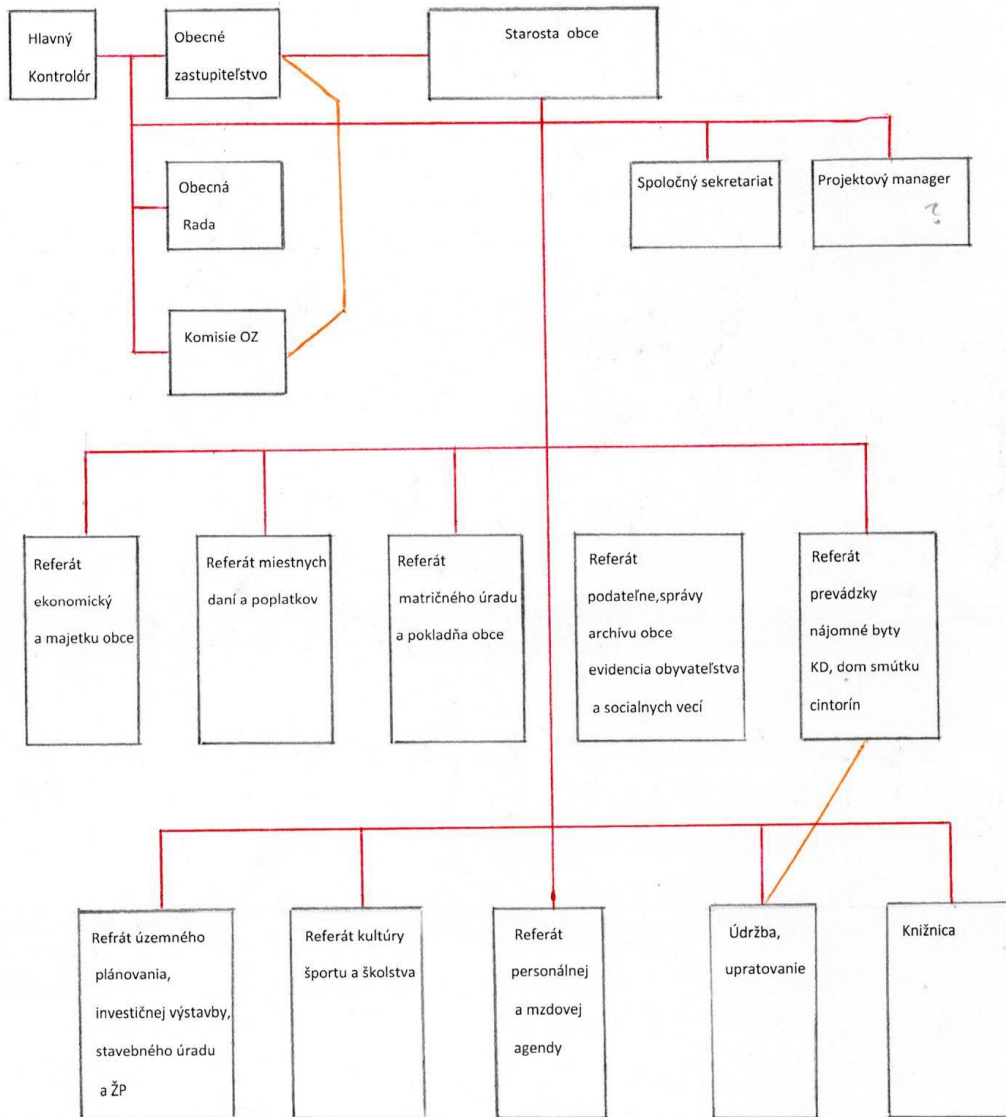 Hlavný
Kontrolór
Obecné
zastupiteľstvo
Starosta obce
Spoločný sekretariat
Projektový manager
?
Obecná
Rada
Komisie OZ
Referát
ekonomický
a majetku obce
Referát miestnych
daní a poplatkov
Referát
matričného úradu
a pokladňa obce
Referát
podateľne,správy
archívu obce
evidencia obyvateľstva
a socialnych vecí
Referát
prevádzky
nájomné byty
KD, dom smútku
cintorín
Refrát územného
plánovania,
investičnej výstavby,
stavebného úradu
a ŽP
Referát kultúry
športu a školstva
Referát
personálnej
a mzdovej
agendy
Údržba,
upratovanie
Knižnica